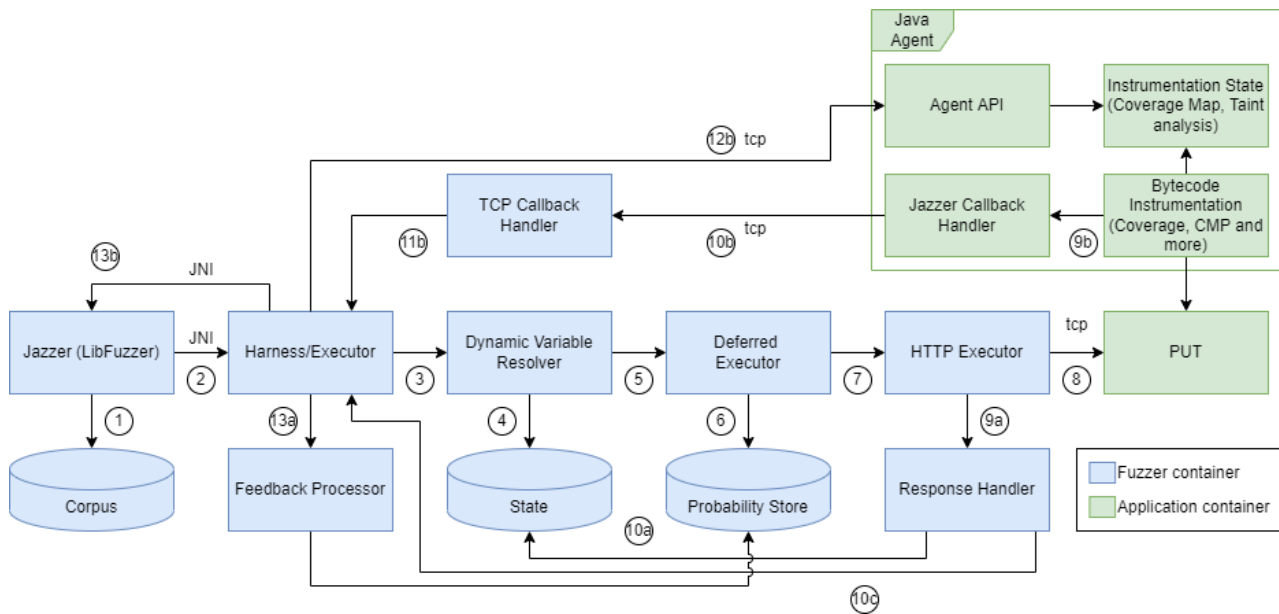 Java
Agent
Agent API
Instrumentation State
(Coverage Map, Taint
analysis)
12b
tcp
TCP Callback
Handler
Jazzer Callback
Handler
Bytecode
Instrumentation
(Coverage, CMP and
more)
11b
10b
tcp
9b
13b
JNI
Jazzer (LibFuzzer)
JNI
2
Harness/Executor
3
Dynamic Variable
Resolver
5
Deferred
Executor
7
HTTP Executor
tcp
8
PUT
1
13a
4
6
9a
Corpus
Feedback Processor
State
Probability Store
Response Handler
Fuzzer container
Application container
10a
10c